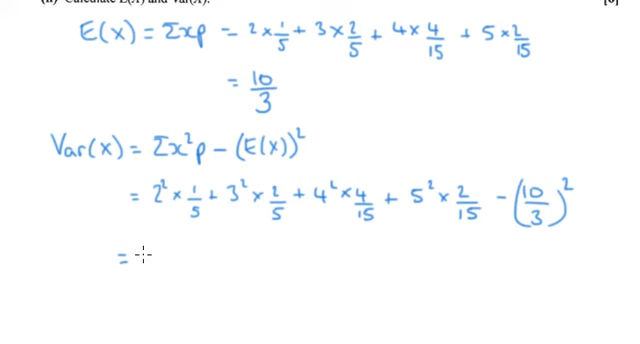 (ii) Calculate E(X) and Var(X). [6]
E(X) = Σxp = 2 × 1/5 + 3 × 2/5 + 4 × 4/15 + 5 × 2/15
= 10/3
Var(X) = Σx²p − (E(X))²
= 2² × 1/5 + 3² × 2/5 + 4² × 4/15 + 5² × 2/15 − (10/3)²
=